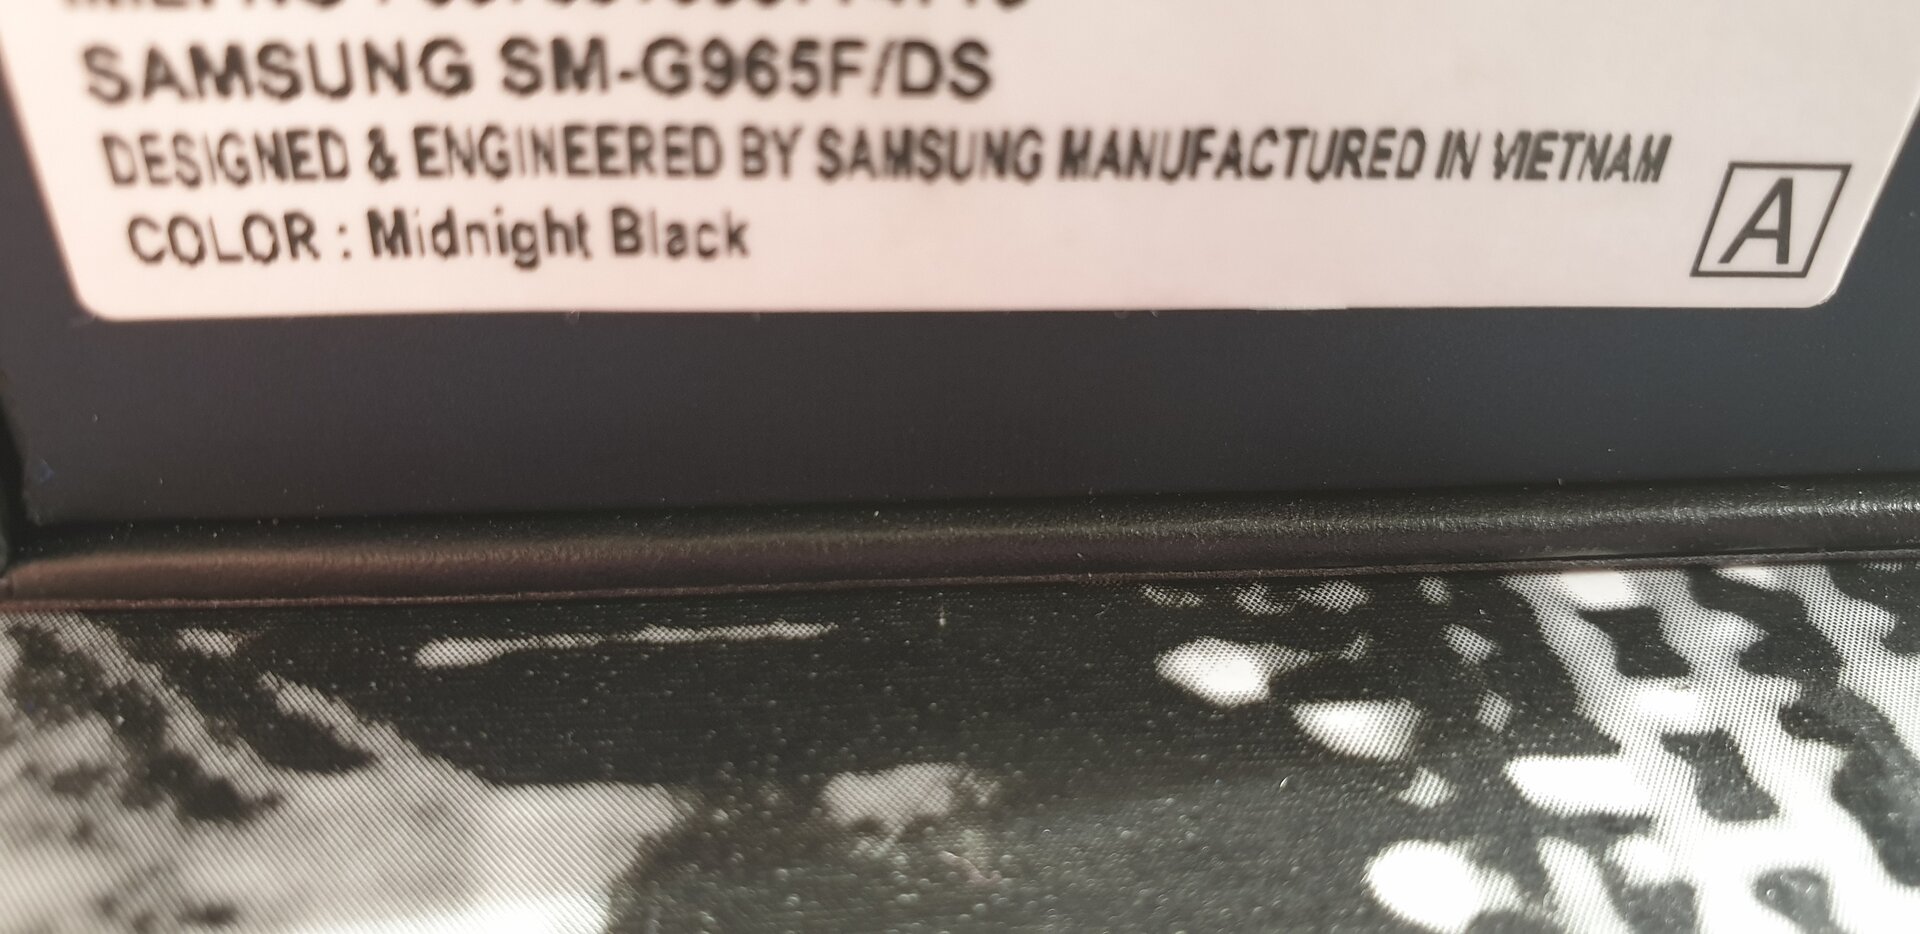 SAMSUNG SM-G965F/DS
DESIGNED & ENGINEERED BY SAMSUNG MANUFACTURED IN VIETNAM
COLOR : Midnight Black
A